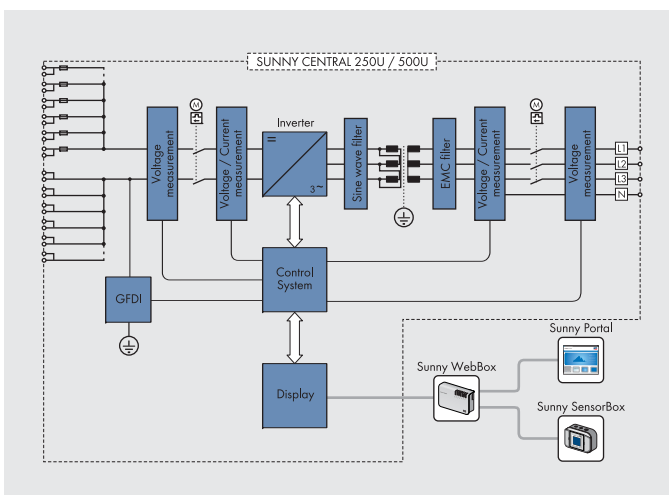 SUNNY CENTRAL 250U / 500U
Voltage
measurement
M
Voltage / Current
measurement
Inverter
=
3~
Sine wave filter
EMC filter
Voltage / Current
measurement
M
Voltage
measurement
L1
L2
L3
N
Control
System
GFDI
Display
Sunny WebBox
Sunny Portal
Sunny SensorBox